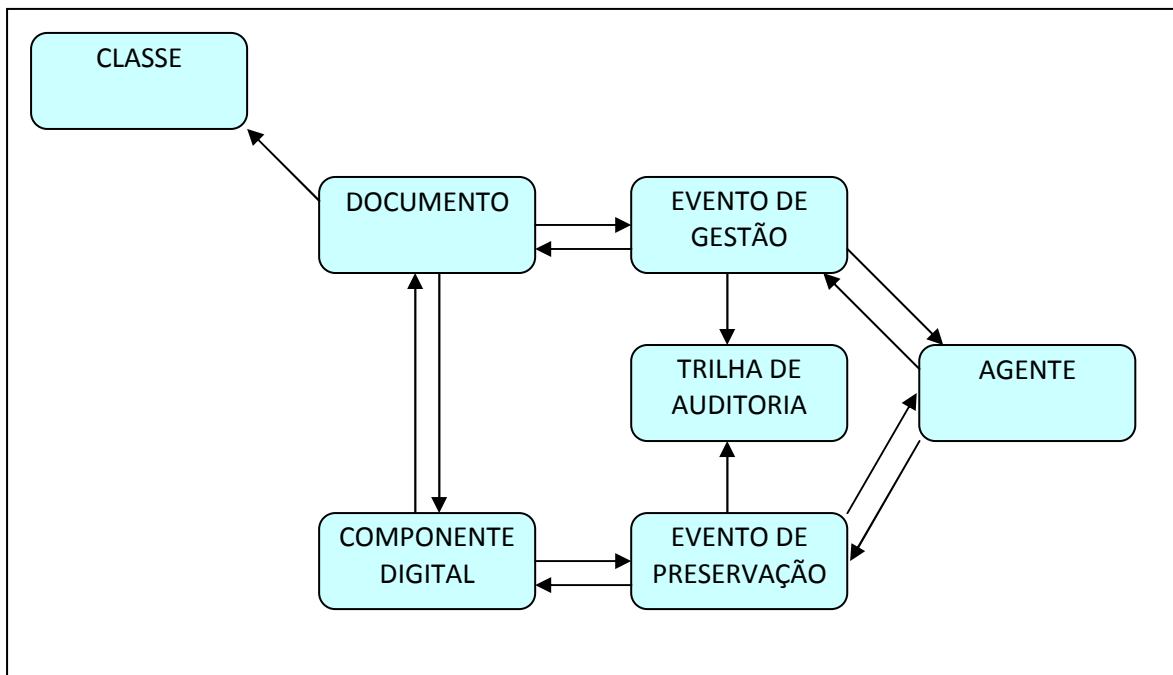 CLASSE
DOCUMENTO
EVENTO DE
GESTÃO
TRILHA DE
AUDITORIA
AGENTE
COMPONENTE
DIGITAL
EVENTO DE
PRESERVAÇÃO